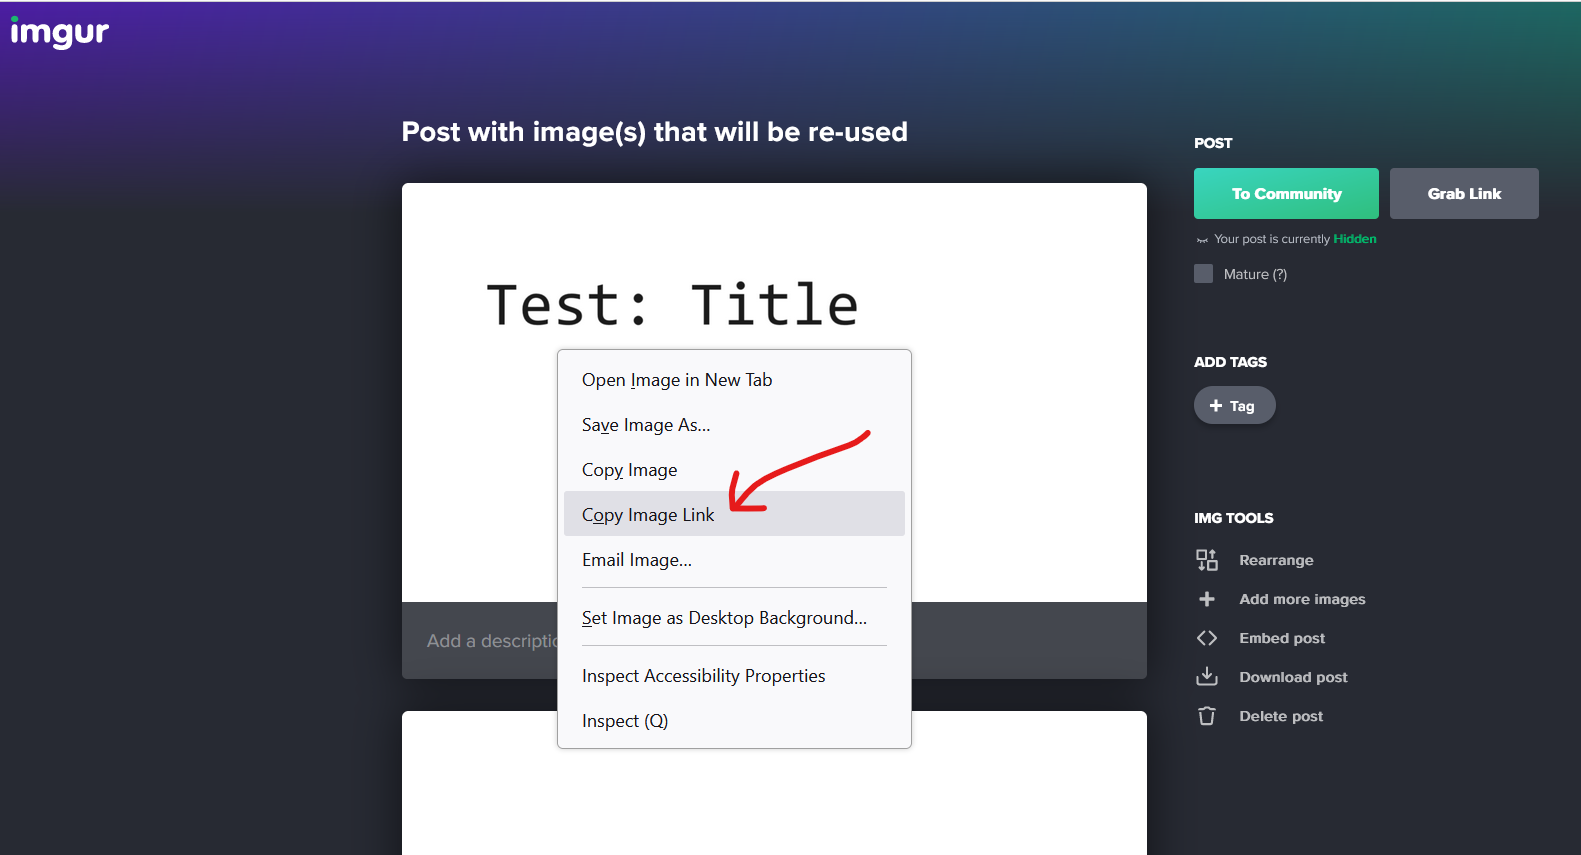 imgur
Post with image(s) that will be re-used
Test: Title
Open Image in New Tab
Save Image As...
Copy Image
Copy Image Link
Email Image...
Set Image as Desktop Background...
Inspect Accessibility Properties
Inspect (Q)
Add a descriptio
POST
To Community
Grab Link
Your post is currently Hidden
Mature (?)
ADD TAGS
+ Tag
IMG TOOLS
Rearrange
Add more images
Embed post
Download post
Delete post